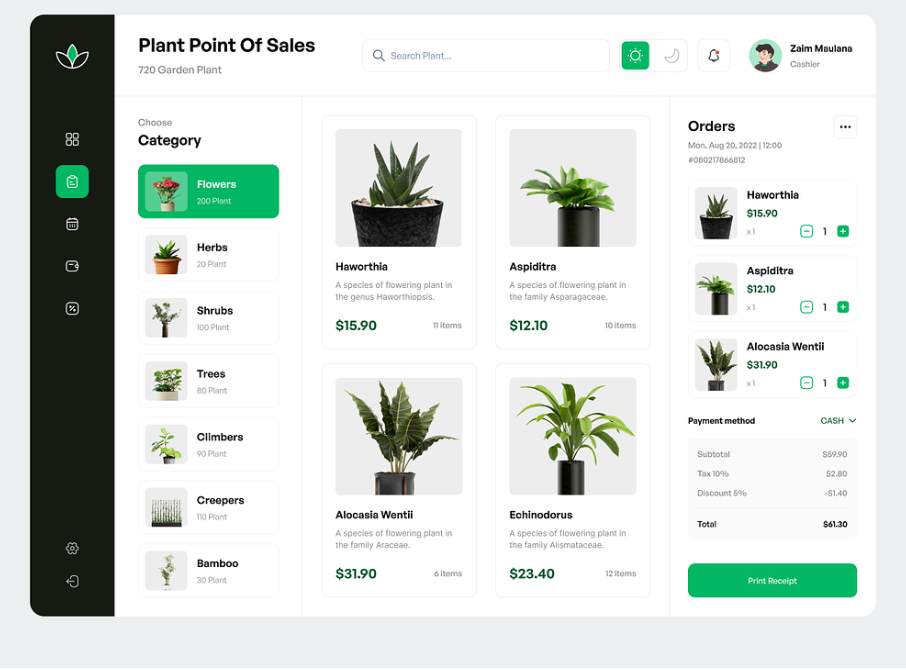 Plant Point Of Sales
720 Garden Plant
Search Plant...
Zaim Maulana
Cashier
Choose
Category
Flowers
200 Plant
Herbs
20 Plant
Shrubs
100 Plant
Trees
80 Plant
Climbers
90 Plant
Creepers
110 Plant
Bamboo
30 Plant
Haworthia
A species of flowering plant in
the genus Haworthiopsis.
$15.90 11 items
Aspiditra
A species of flowering plant in
the family Asparagaceae.
$12.10 10 items
Alocasia Wentii
A species of flowering plant in
the family Araceae.
$31.90 6 items
Echinodorus
A species of flowering plant in
the family Alismataceae.
$23.40 12 items
Orders
Mon, Aug 20, 2022 | 12:00
#080217866812
Haworthia
$15.90
x 1 1
Aspiditra
$12.10
x 1 1
Alocasia Wentii
$31.90
x 1 1
Payment method CASH
Subtotal $59.90
Tax 10% $2.80
Discount 5% -$1.40
Total $61.30
Print Receipt